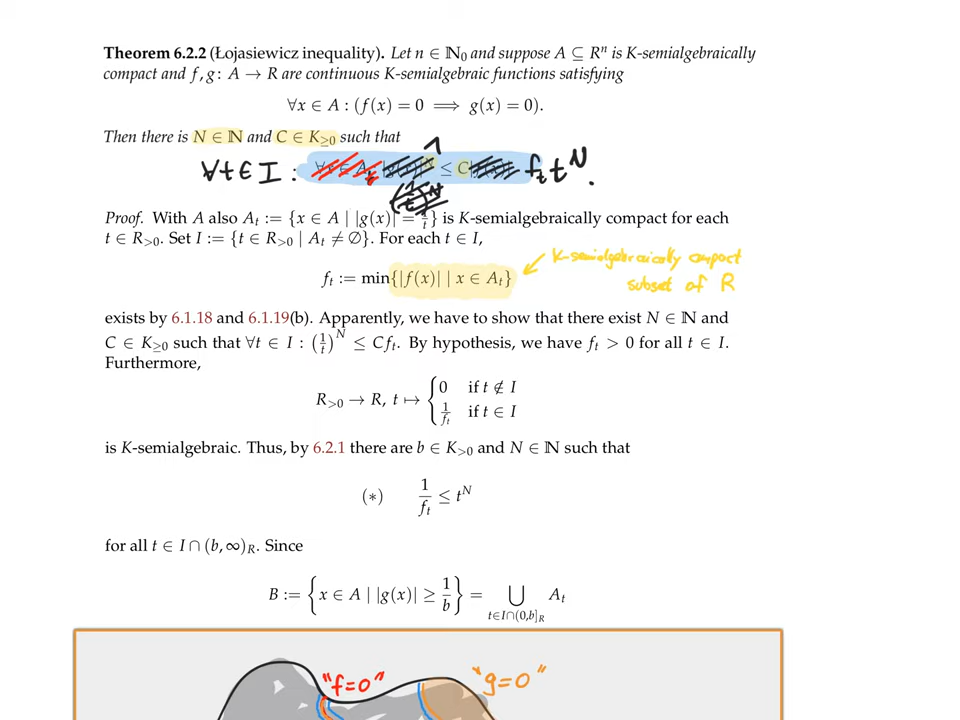 Theorem 6.2.2 (Łojasiewicz inequality). Let n ∈ ℕ₀ and suppose A ⊆ Rⁿ is K-semialgebraically
compact and f, g : A → R are continuous K-semialgebraic functions satisfying
∀x ∈ A : (f(x) = 0 ⟹ g(x) = 0).
Then there is N ∈ ℕ and C ∈ K≥0 such that
∀t ∈ I : 1 ≤ C f_t t^N.
Proof. With A also A_t := {x ∈ A | |g(x)| = 1/t} is K-semialgebraically compact for each
t ∈ R>0. Set I := {t ∈ R>0 | A_t ≠ ∅}. For each t ∈ I,
f_t := min{|f(x)| | x ∈ A_t}
K-semialgebraically compact
subset of R
exists by 6.1.18 and 6.1.19(b). Apparently, we have to show that there exist N ∈ ℕ and
C ∈ K≥0 such that ∀t ∈ I : (1/t)^N ≤ C f_t. By hypothesis, we have f_t > 0 for all t ∈ I.
Furthermore,
R>0 → R, t ↦ { 0 if t ∉ I
1/f_t if t ∈ I
is K-semialgebraic. Thus, by 6.2.1 there are b ∈ K>0 and N ∈ ℕ such that
(∗) 1/f_t ≤ t^N
for all t ∈ I ∩ (b, ∞)_R. Since
B := {x ∈ A | |g(x)| ≥ 1/b} = ⋃_{t∈I∩(0,b]_R} A_t
"f=0"
"g=0"